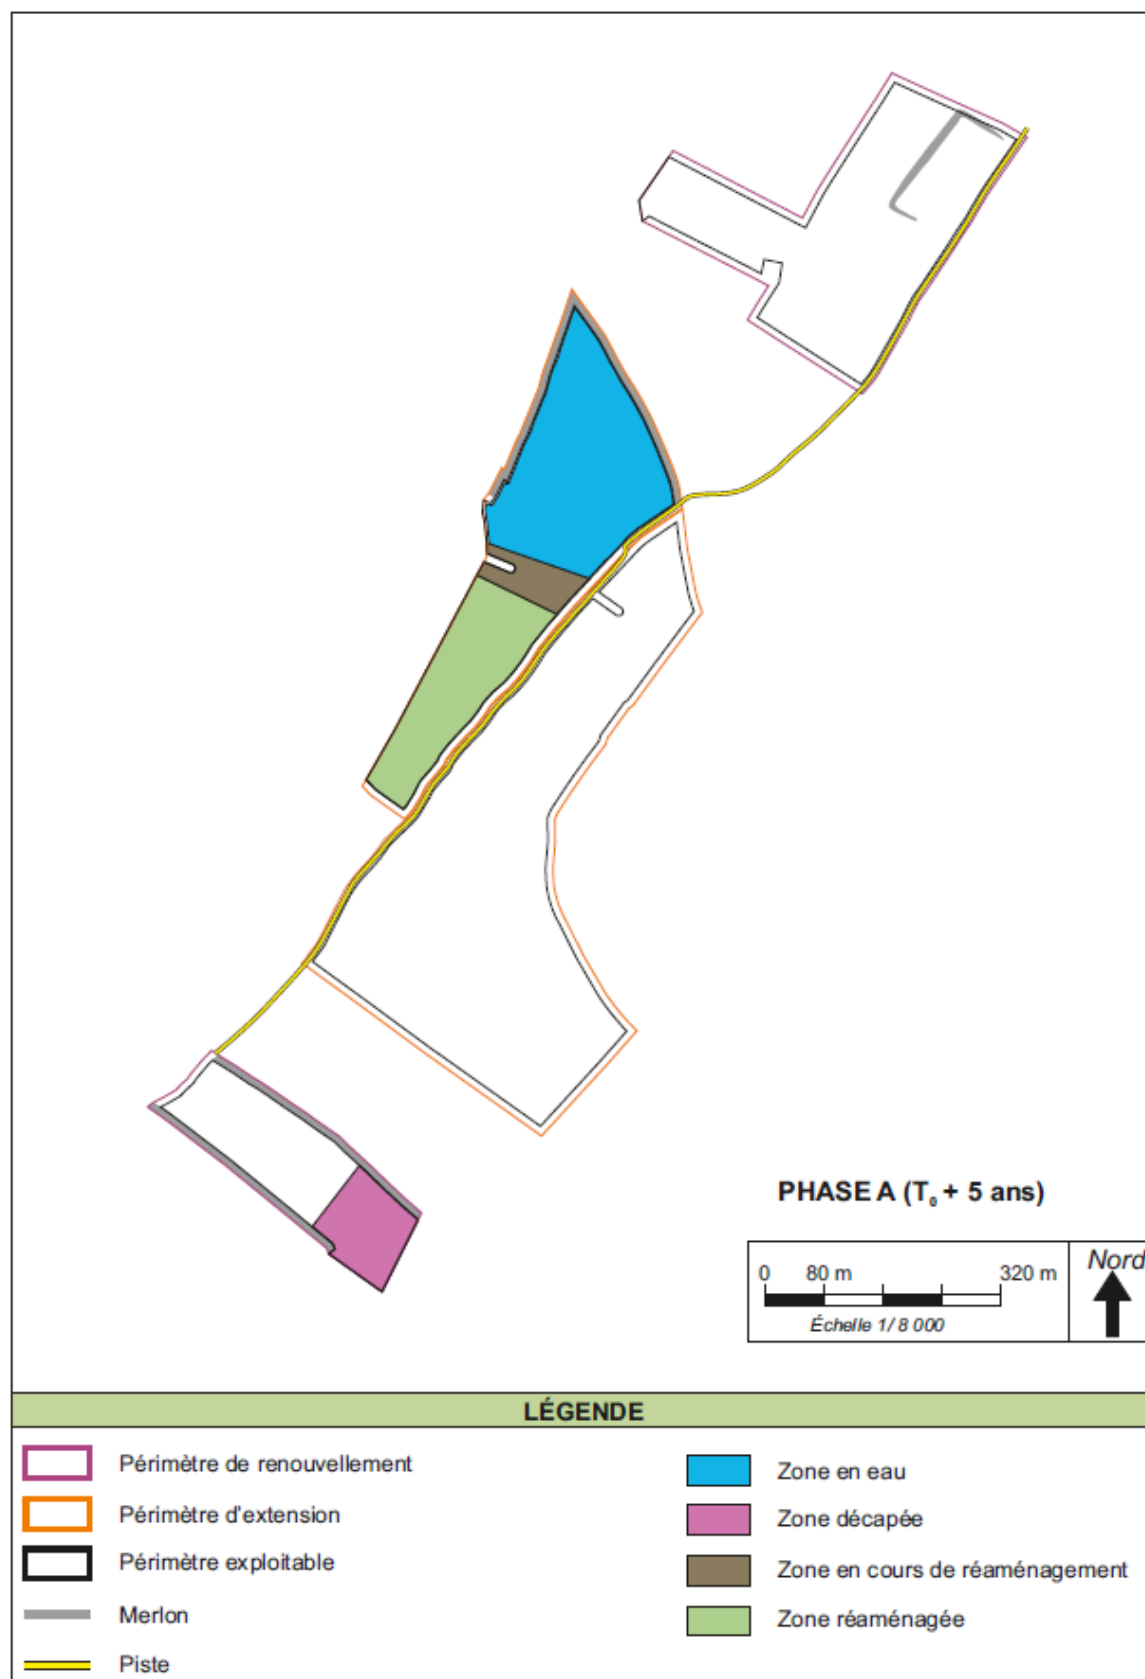 PHASE A (T₀ + 5 ans)
0 80 m 320 m
Échelle 1/ 8 000
Nord
LÉGENDE
Périmètre de renouvellement
Périmètre d'extension
Périmètre exploitable
Merlon
Piste
Zone en eau
Zone décapée
Zone en cours de réaménagement
Zone réaménagée